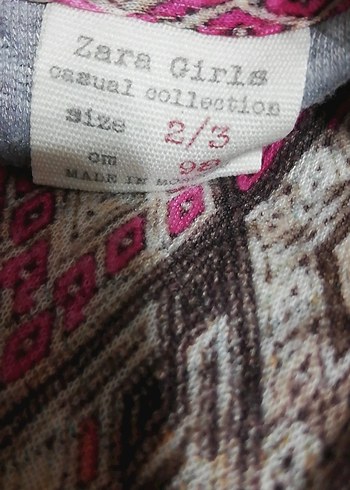 Zara Girls
casual collection
size 2/3
cm 98
MADE IN